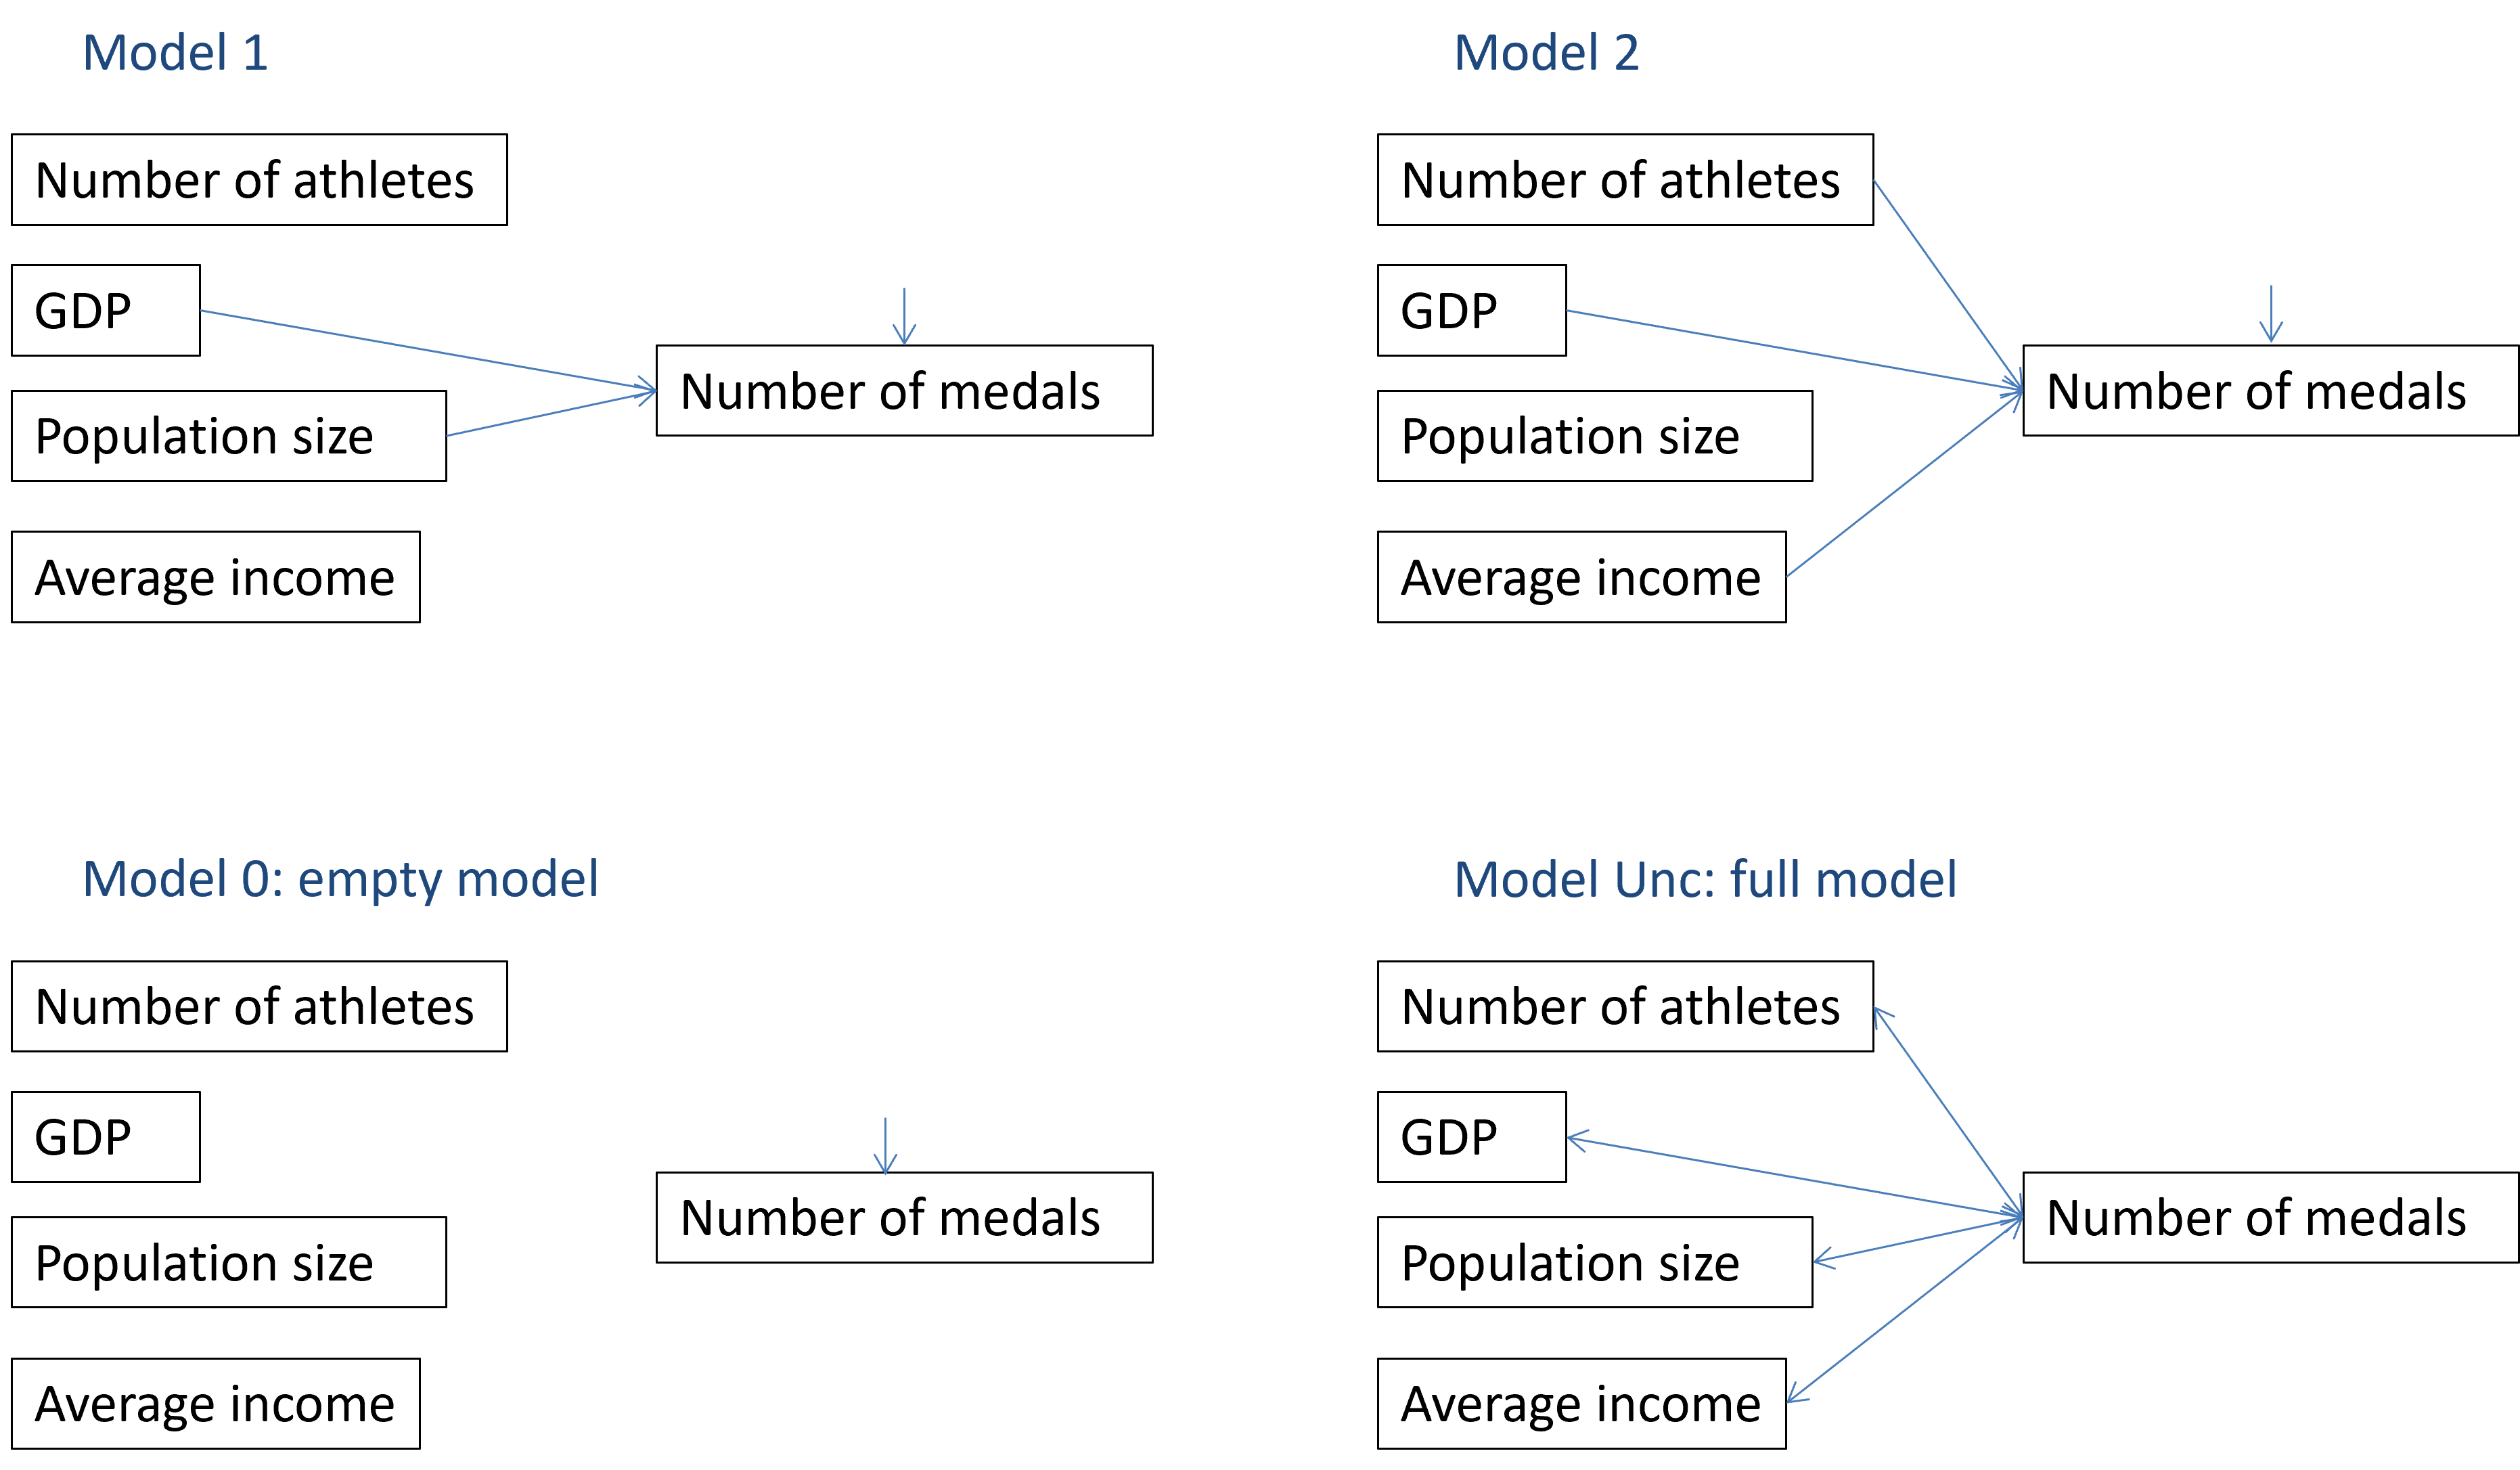 Model 1
Number of athletes
GDP
Population size
Average income
Number of medals
Model 2
Number of athletes
GDP
Population size
Average income
Number of medals
Model 0: empty model
Number of athletes
GDP
Population size
Average income
Number of medals
Model Unc: full model
Number of athletes
GDP
Population size
Average income
Number of medals